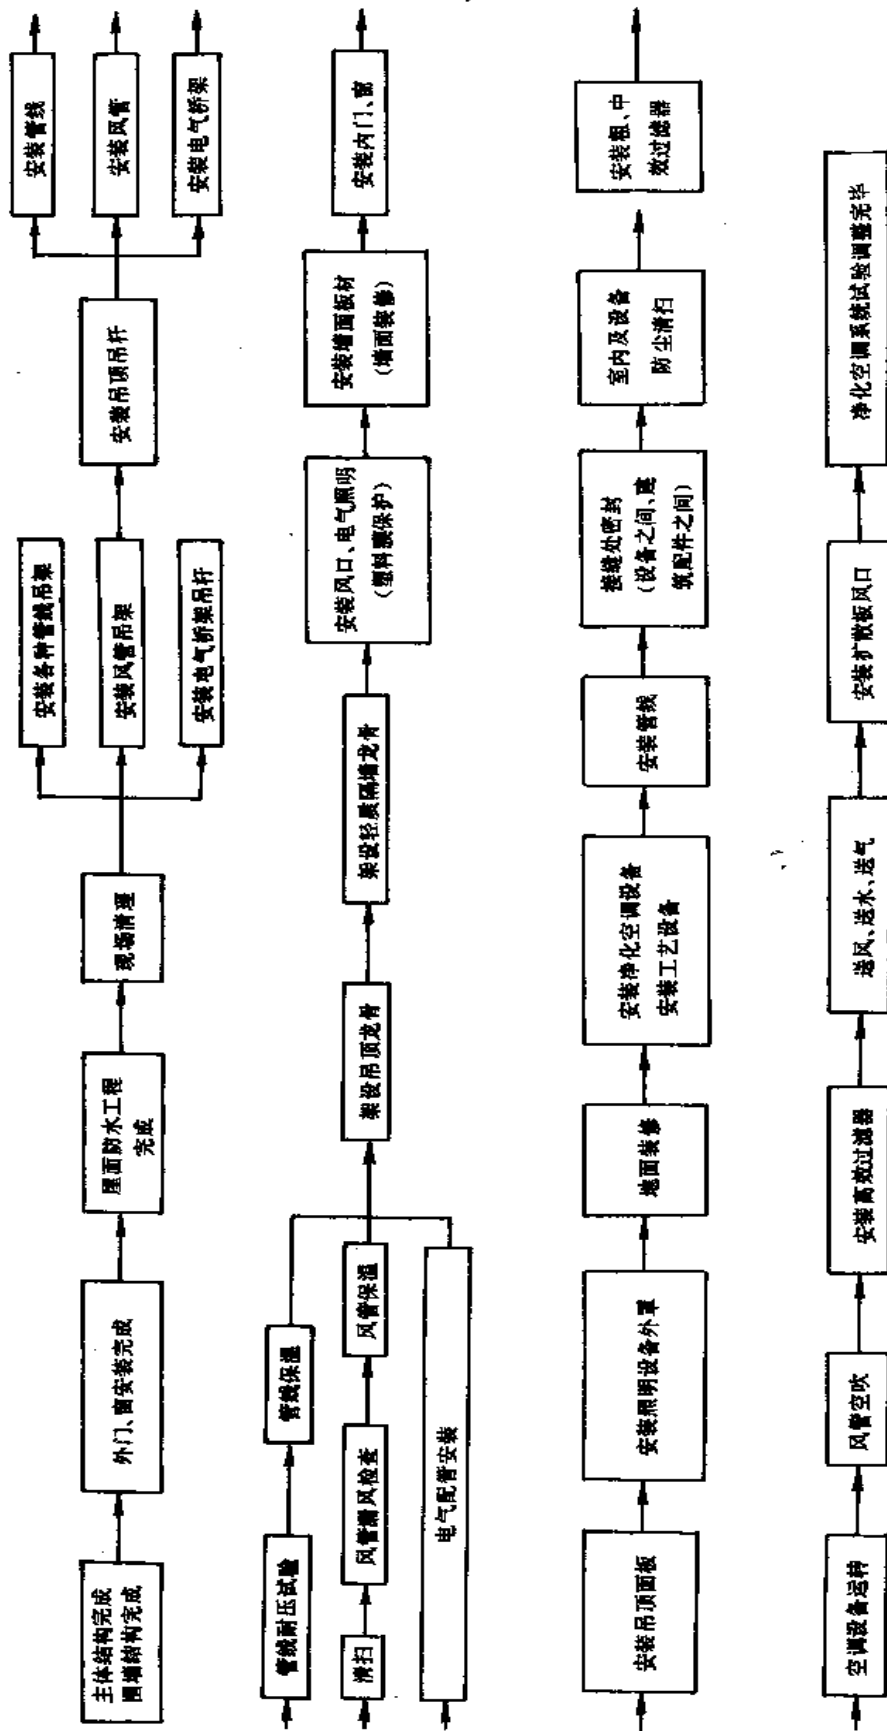 主体结构完成
围墙结构完成
外门、窗安装完成
屋面防水工程
完成
现场清理
安装各种管线吊架
安装风管吊架
安装电气桥架吊杆
安装吊顶吊杆
安装管线
安装风管
安装电气桥架
管线耐压试验
管线保温
清扫
风管漏风检查
风管保温
电气配管安装
架设吊顶龙骨
架设轻质隔墙龙骨
安装风口、电气照明
(塑料膜保护)
安装墙面板材
(墙面装修)
安装内门、窗
安装吊顶面板
安装照明设备外罩
地面装修
安装净化空调设备
安装工艺设备
安装管线
接缝处密封
(设备之间、建
筑配件之间)
室内及设备
防尘清扫
安装粗、中
效过滤器
空调设备运转
风管空吹
安装高效过滤器
送风、送水、送气
安装扩散板风口
净化空调系统试验调整完毕